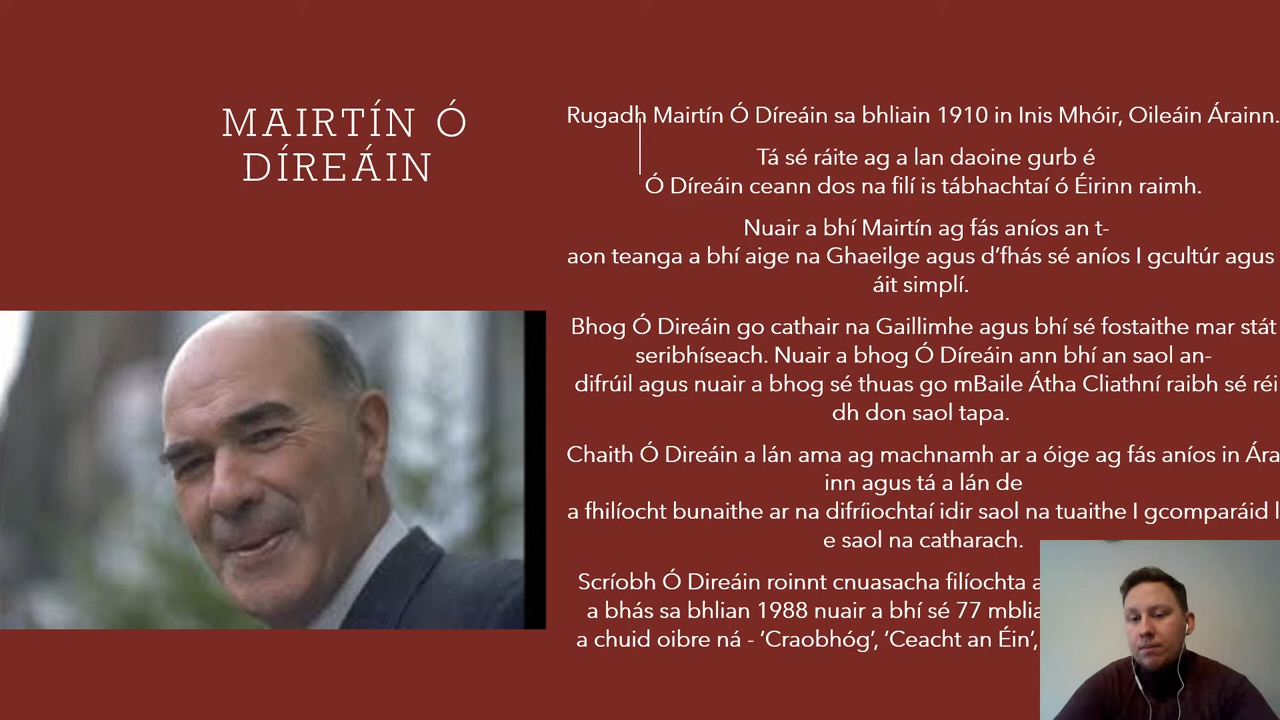 MAIRTÍN Ó
DÍREÁIN
Rugadh Mairtín Ó Díreáin sa bhliain 1910 in Inis Mhóir, Oileáin Árainn.
Tá sé ráite ag a lan daoine gurb é
Ó Díreáin ceann dos na filí is tábhachtaí ó Éirinn raimh.
Nuair a bhí Mairtín ag fás aníos an t-
aon teanga a bhí aige na Ghaeilge agus d’fhás sé aníos I gcultúr agus
áit simplí.
Bhog Ó Direáin go cathair na Gaillimhe agus bhí sé fostaithe mar stát
seribhíseach. Nuair a bhog Ó Díreáin ann bhí an saol an-
difrúil agus nuair a bhog sé thuas go mBaile Átha Cliathní raibh sé réi
dh don saol tapa.
Chaith Ó Díreáin a lán ama ag machnamh ar a óige ag fás aníos in Ára
inn agus tá a lán de
a fhilíocht bunaithe ar na difríiochtaí idir saol na tuaithe I gcomparáid l
e saol na catharach.
Scríobh Ó Direáin roinnt cnuasacha filíochta
a bhás sa bhlian 1988 nuair a bhí sé 77
a chuid oibre ná - ‘Craobhóg’, ‘Ceacht an Éin’,